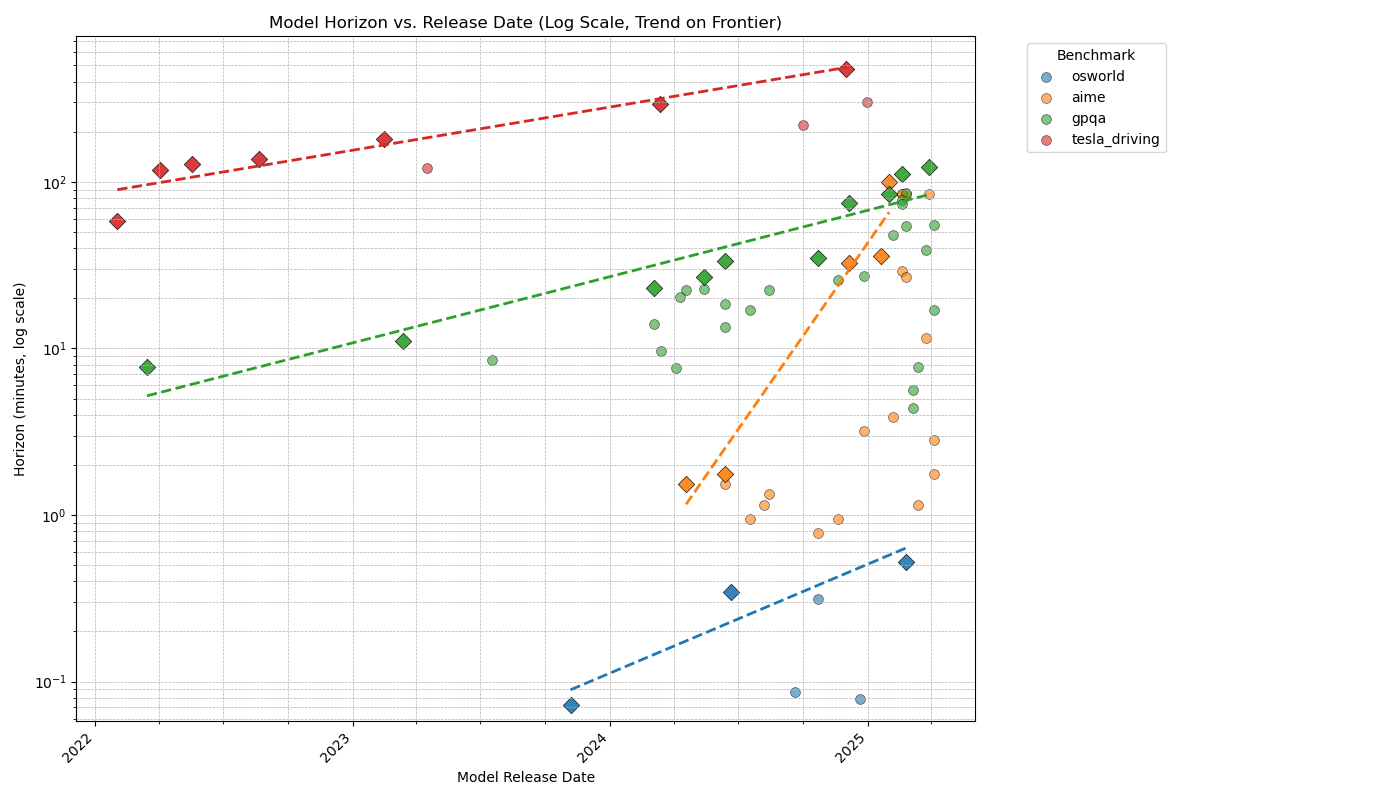 Model Horizon vs. Release Date (Log Scale, Trend on Frontier)
Benchmark
osworld
aime
gpqa
tesla_driving
Horizon (minutes, log scale)
10²
10¹
10⁰
10⁻¹
2022
2023
2024
2025
Model Release Date